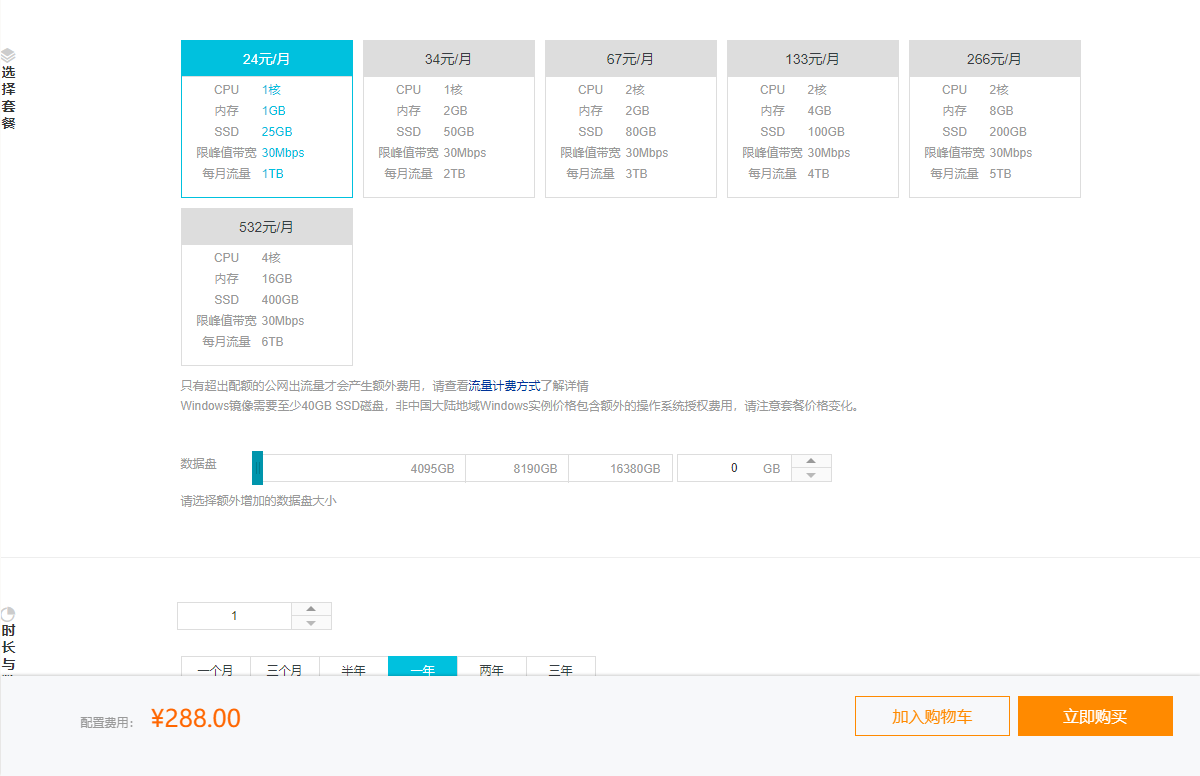 选择套餐
24元/月
CPU 1核
内存 1GB
SSD 25GB
限峰值带宽 30Mbps
每月流量 1TB
34元/月
CPU 1核
内存 2GB
SSD 50GB
限峰值带宽 30Mbps
每月流量 2TB
67元/月
CPU 2核
内存 2GB
SSD 80GB
限峰值带宽 30Mbps
每月流量 3TB
133元/月
CPU 2核
内存 4GB
SSD 100GB
限峰值带宽 30Mbps
每月流量 4TB
266元/月
CPU 2核
内存 8GB
SSD 200GB
限峰值带宽 30Mbps
每月流量 5TB
532元/月
CPU 4核
内存 16GB
SSD 400GB
限峰值带宽 30Mbps
每月流量 6TB
只有超出配额的公网出流量才会产生额外费用，请查看流量计费方式了解详情
Windows镜像需要至少40GB SSD磁盘，非中国大陆地域Windows实例价格包含额外的操作系统授权费用，请注意套餐价格变化。
数据盘 4095GB 8190GB 16380GB 0 GB
请选择额外增加的数据盘大小
时长与
1
一个月 三个月 半年 一年 两年 三年
配置费用： ¥288.00 加入购物车 立即购买